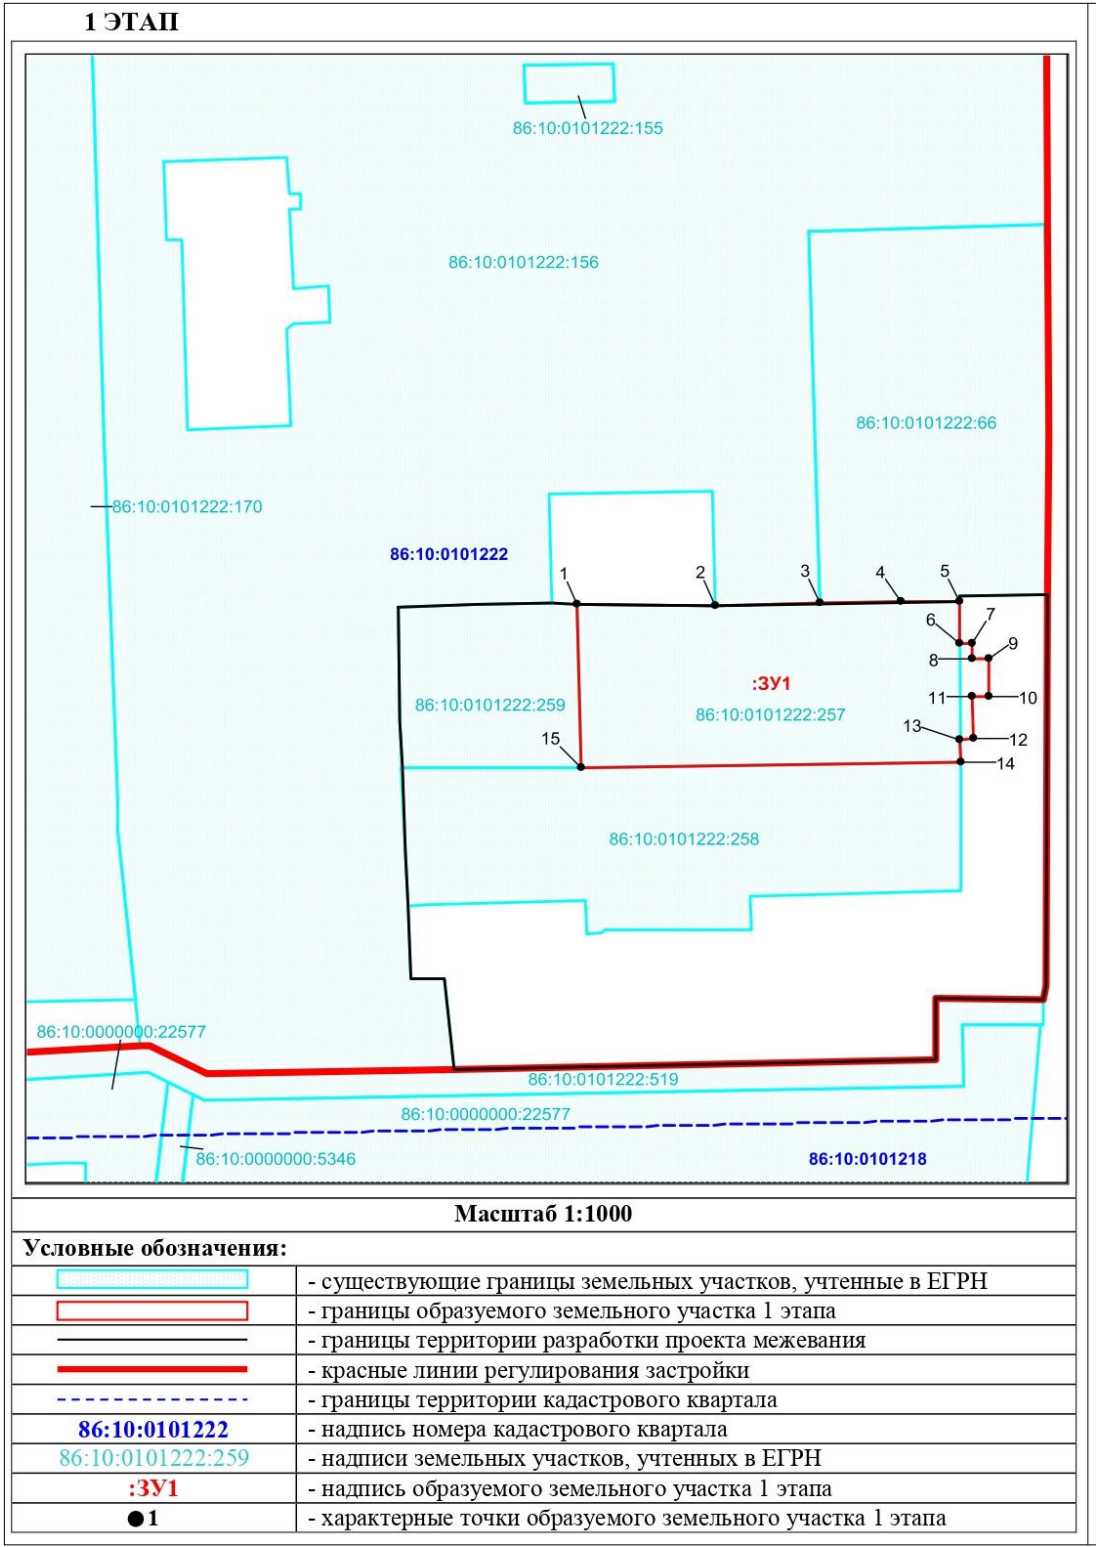 1 ЭТАП
86:10:0101222:155
86:10:0101222:156
86:10:0101222:66
86:10:0101222:170
86:10:0101222
1
2
3
4
5
6
7
8
9
:ЗУ1
86:10:0101222:259
86:10:0101222:257
11
10
13
15
12
14
86:10:0101222:258
86:10:0000000:22577
86:10:0101222:519
86:10:0000000:22577
86:10:0000000:5346
86:10:0101218
Масштаб 1:1000
Условные обозначения:
- существующие границы земельных участков, учтенные в ЕГРН
- границы образуемого земельного участка 1 этапа
- границы территории разработки проекта межевания
- красные линии регулирования застройки
- границы территории кадастрового квартала
86:10:0101222 - надпись номера кадастрового квартала
86:10:0101222:259 - надписи земельных участков, учтенных в ЕГРН
:ЗУ1 - надпись образуемого земельного участка 1 этапа
1 - характерные точки образуемого земельного участка 1 этапа